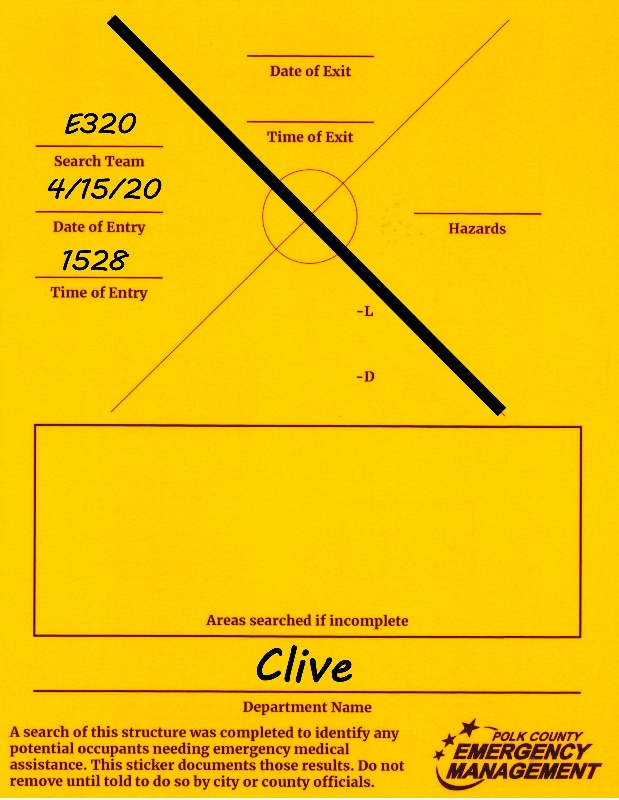 Date of Exit
E320
Time of Exit
Search Team
4/15/20
Date of Entry
Hazards
1528
Time of Entry
-L
-D
Areas searched if incomplete
Clive
Department Name
A search of this structure was completed to identify any
potential occupants needing emergency medical
assistance. This sticker documents those results. Do not
remove until told to do so by city or county officials.
POLK COUNTY
EMERGENCY
MANAGEMENT